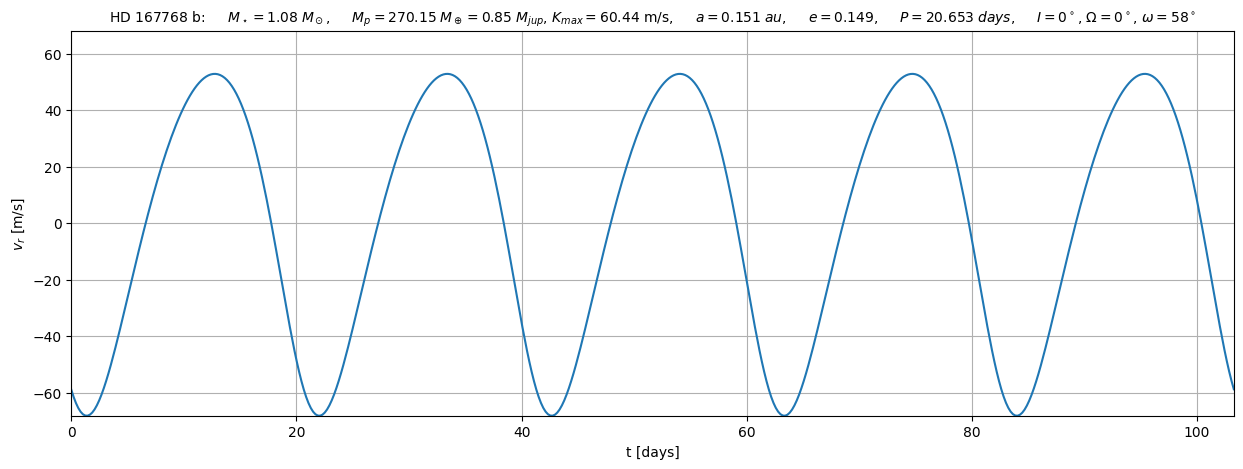 HD 167768 b: M⋆ = 1.08 M⊙, Mp = 270.15 M⊕ = 0.85 Mjup, Kmax = 60.44 m/s, a = 0.151 au, e = 0.149, P = 20.653 days, I = 0°, Ω = 0°, ω = 58°
60
40
20
0
−20
−40
−60
vr [m/s]
0 20 40 60 80 100
t [days]